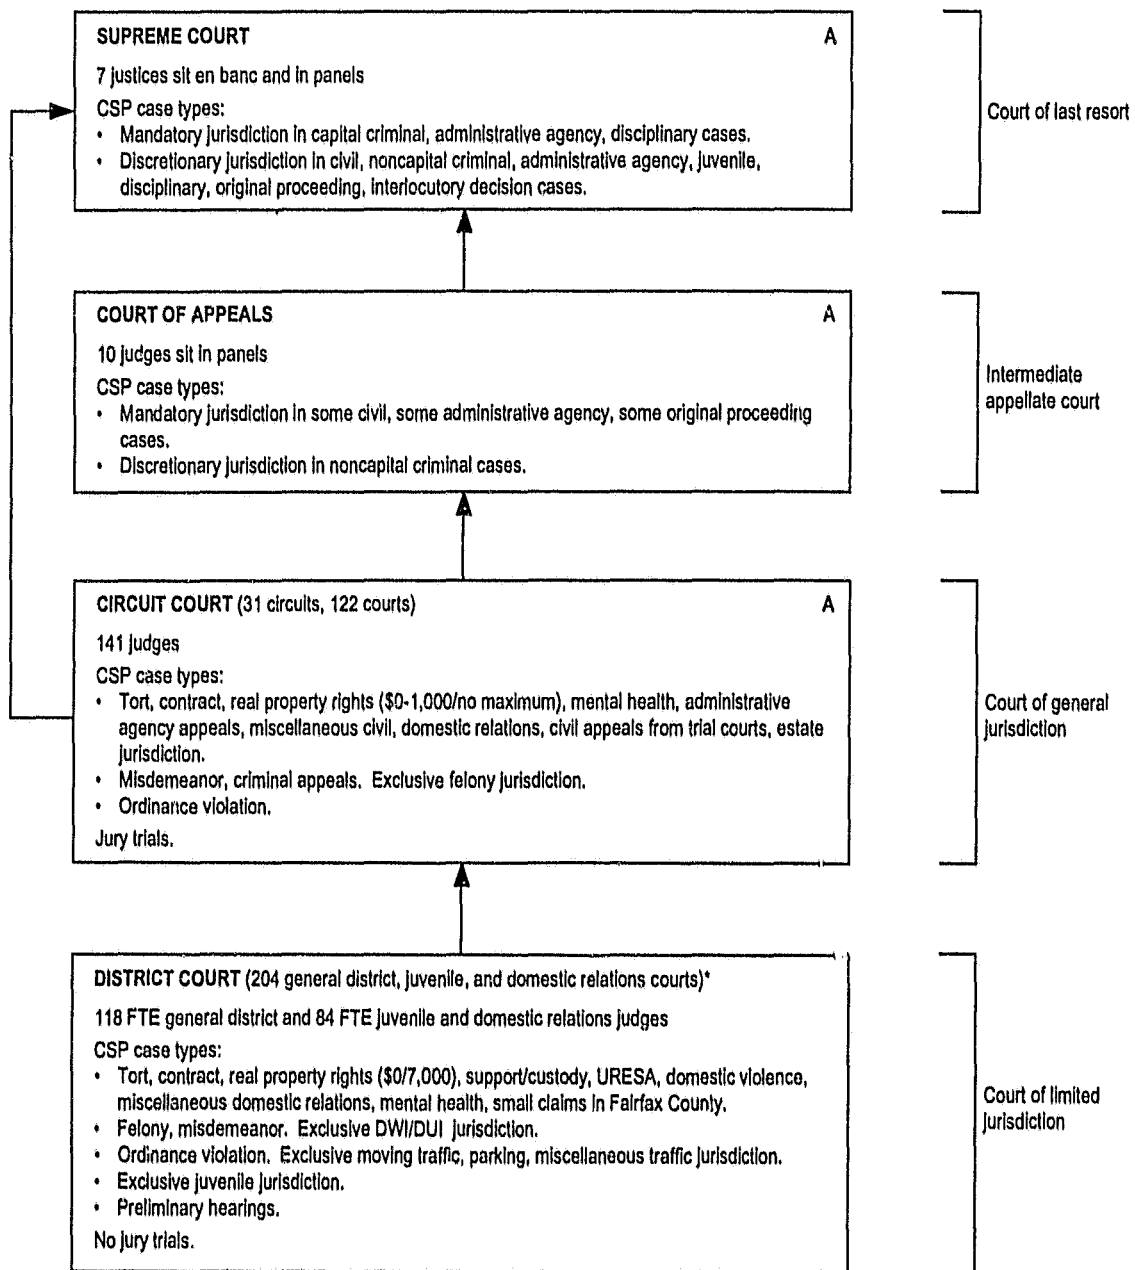 SUPREME COURT A
7 justices sit en banc and in panels
CSP case types:
• Mandatory jurisdiction in capital criminal, administrative agency, disciplinary cases.
• Discretionary jurisdiction in civil, noncapital criminal, administrative agency, juvenile,
disciplinary, original proceeding, interlocutory decision cases.
Court of last resort
COURT OF APPEALS A
10 judges sit in panels
CSP case types:
• Mandatory jurisdiction in some civil, some administrative agency, some original proceeding
cases.
• Discretionary jurisdiction in noncapital criminal cases.
Intermediate
appellate court
CIRCUIT COURT (31 circuits, 122 courts) A
141 judges
CSP case types:
• Tort, contract, real property rights ($0-1,000/no maximum), mental health, administrative
agency appeals, miscellaneous civil, domestic relations, civil appeals from trial courts, estate
jurisdiction.
• Misdemeanor, criminal appeals. Exclusive felony jurisdiction.
• Ordinance violation.
Jury trials.
Court of general
jurisdiction
DISTRICT COURT (204 general district, juvenile, and domestic relations courts)*
118 FTE general district and 84 FTE juvenile and domestic relations judges
CSP case types:
• Tort, contract, real property rights ($0/7,000), support/custody, URESA, domestic violence,
miscellaneous domestic relations, mental health, small claims in Fairfax County.
• Felony, misdemeanor. Exclusive DWI/DUI jurisdiction.
• Ordinance violation. Exclusive moving traffic, parking, miscellaneous traffic jurisdiction.
• Exclusive juvenile jurisdiction.
• Preliminary hearings.
No jury trials.
Court of limited
jurisdiction